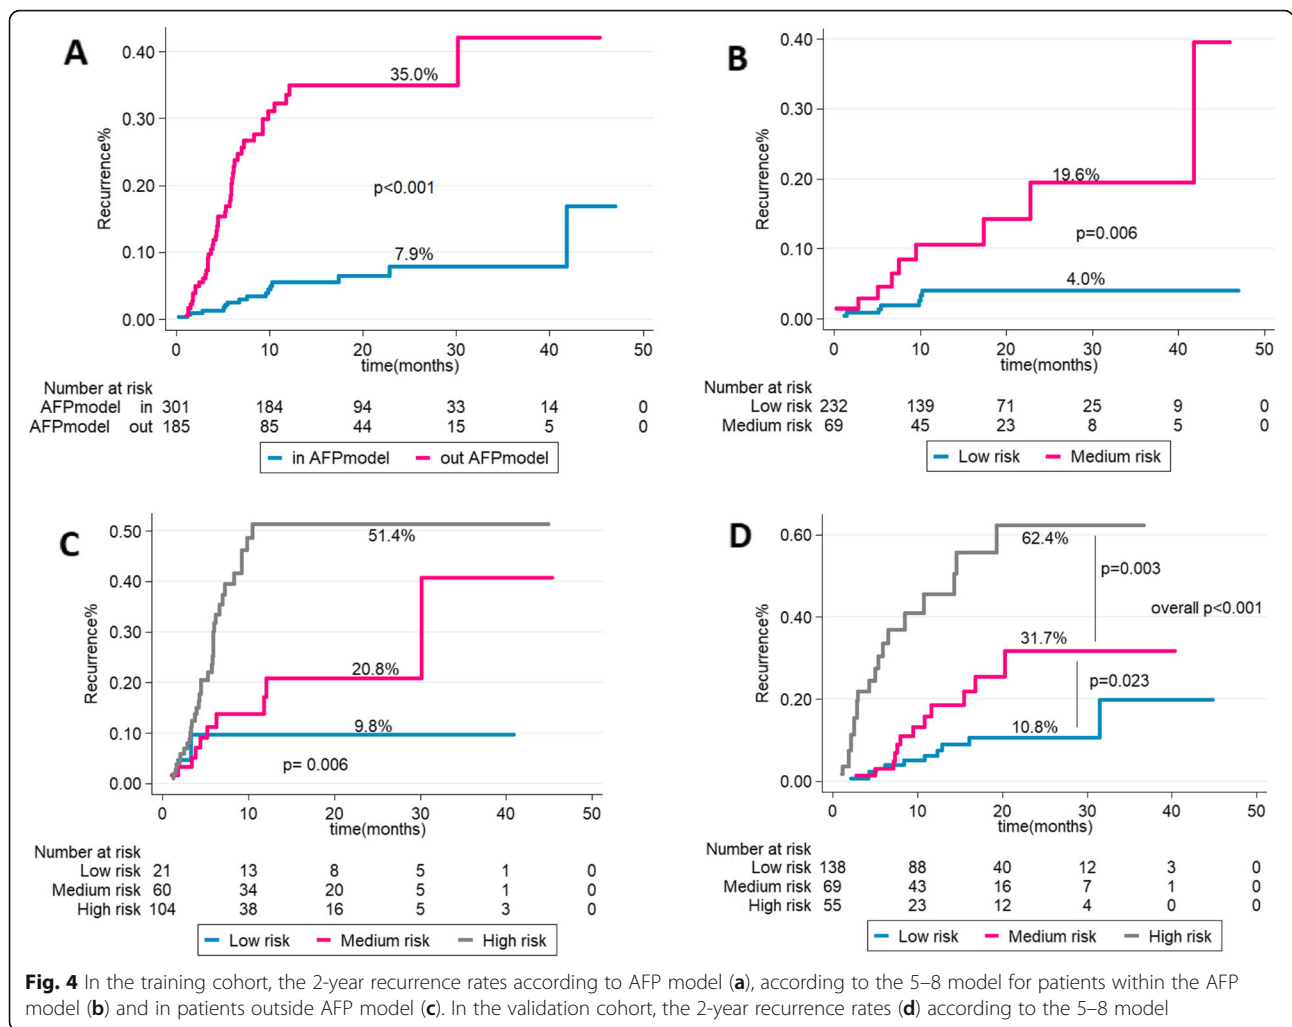 A
0.40
0.30
0.20
0.10
0.00
Recurrence%
35.0%
p<0.001
7.9%
0 10 20 30 40 50
time(months)
Number at risk
AFPmodel in 301 184 94 33 14 0
AFPmodel out 185 85 44 15 5 0
in AFPmodel out AFPmodel
B
0.40
0.30
0.20
0.10
0.00
Recurrence%
19.6%
p=0.006
4.0%
0 10 20 30 40 50
time(months)
Number at risk
Low risk 232 139 71 25 9 0
Medium risk 69 45 23 8 5 0
Low risk Medium risk
C
0.50
0.40
0.30
0.20
0.10
0.00
Recurrence%
51.4%
20.8%
9.8%
p= 0.006
0 10 20 30 40 50
time(months)
Number at risk
Low risk 21 13 8 5 1 0
Medium risk 60 34 20 5 1 0
High risk 104 38 16 5 3 0
Low risk Medium risk High risk
D
0.60
0.40
0.20
0.00
Recurrence%
62.4%
p=0.003
overall p<0.001
31.7%
p=0.023
10.8%
0 10 20 30 40 50
time(months)
Number at risk
Low risk 138 88 40 12 3 0
Medium risk 69 43 16 7 1 0
High risk 55 23 12 4 0 0
Low risk Medium risk High risk
Fig. 4 In the training cohort, the 2-year recurrence rates according to AFP model (a), according to the 5–8 model for patients within the AFP
model (b) and in patients outside AFP model (c). In the validation cohort, the 2-year recurrence rates (d) according to the 5–8 model